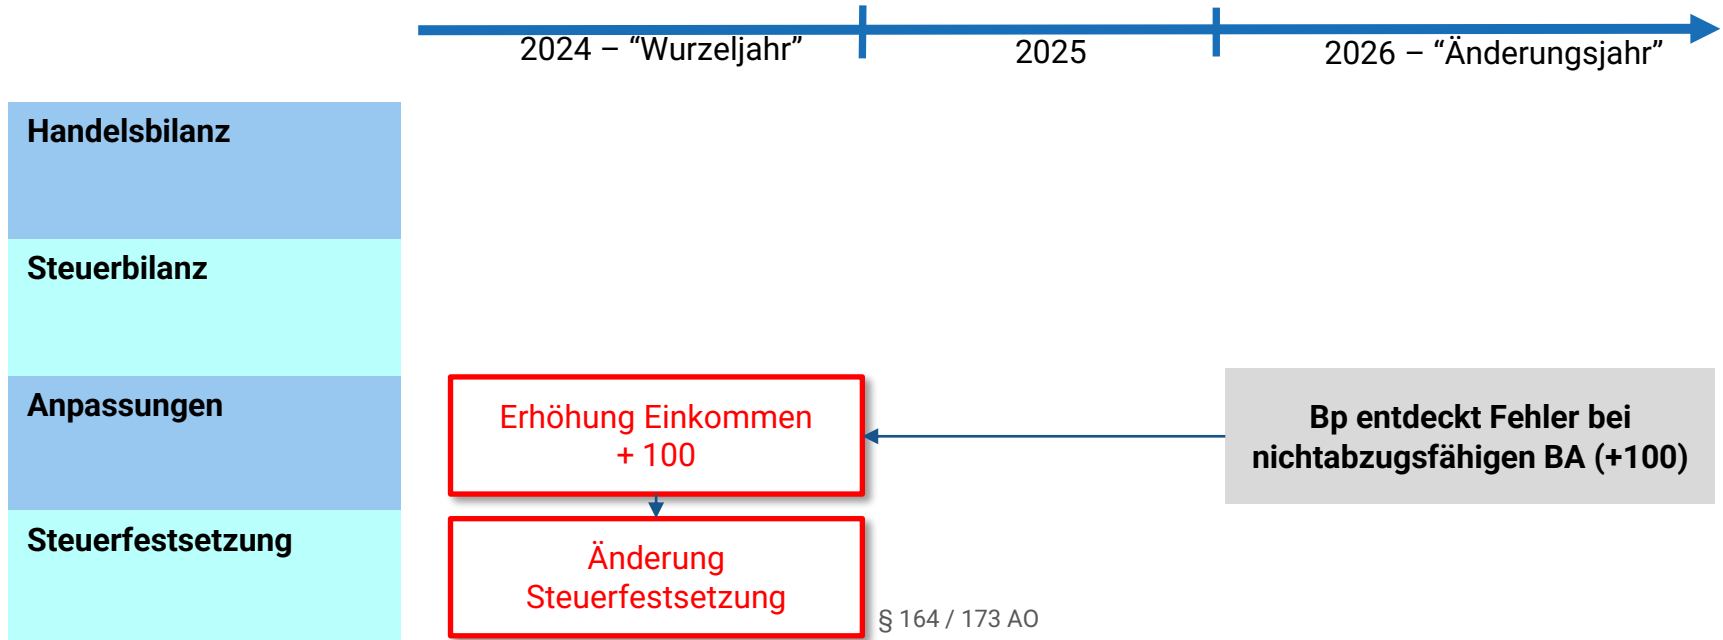 2024 – “Wurzeljahr”
2025
2026 – “Änderungsjahr”
Handelsbilanz
Steuerbilanz
Anpassungen
Erhöhung Einkommen
+ 100
Bp entdeckt Fehler bei
nichtabzugsfähigen BA (+100)
Steuerfestsetzung
Änderung
Steuerfestsetzung
§ 164 / 173 AO